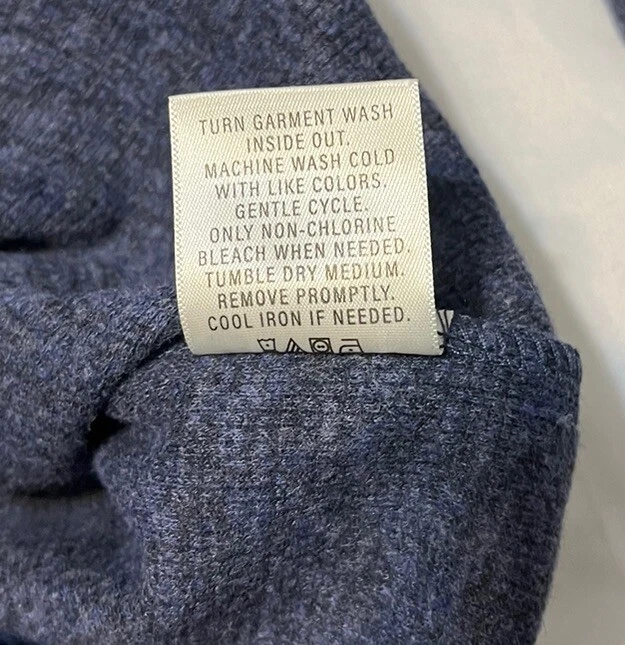 TURN GARMENT WASH
INSIDE OUT.
MACHINE WASH COLD
WITH LIKE COLORS.
GENTLE CYCLE.
ONLY NON-CHLORINE
BLEACH WHEN NEEDED.
TUMBLE DRY MEDIUM.
REMOVE PROMPTLY.
COOL IRON IF NEEDED.